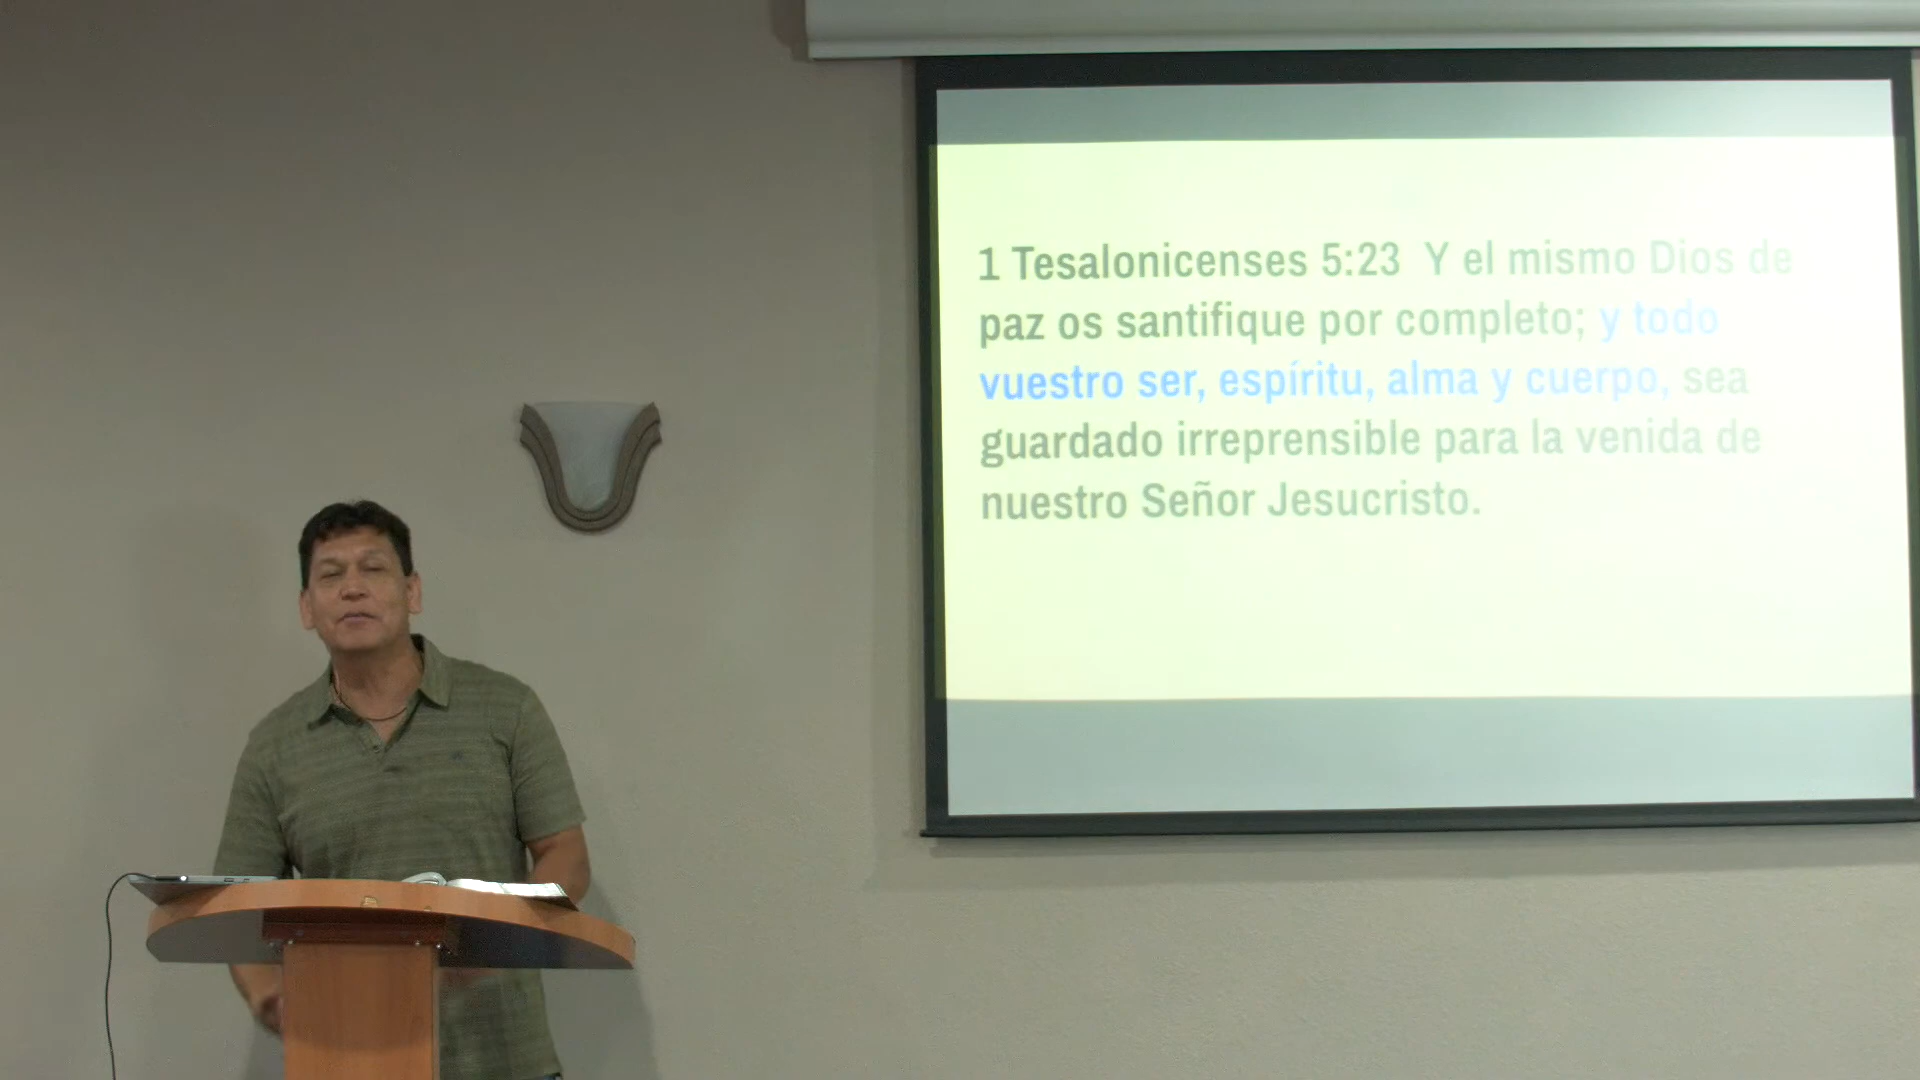 1 Tesalonicenses 5:23 Y el mismo Dios de
paz os santifique por completo; y todo
vuestro ser, espíritu, alma y cuerpo, sea
guardado irreprensible para la venida de
nuestro Señor Jesucristo.